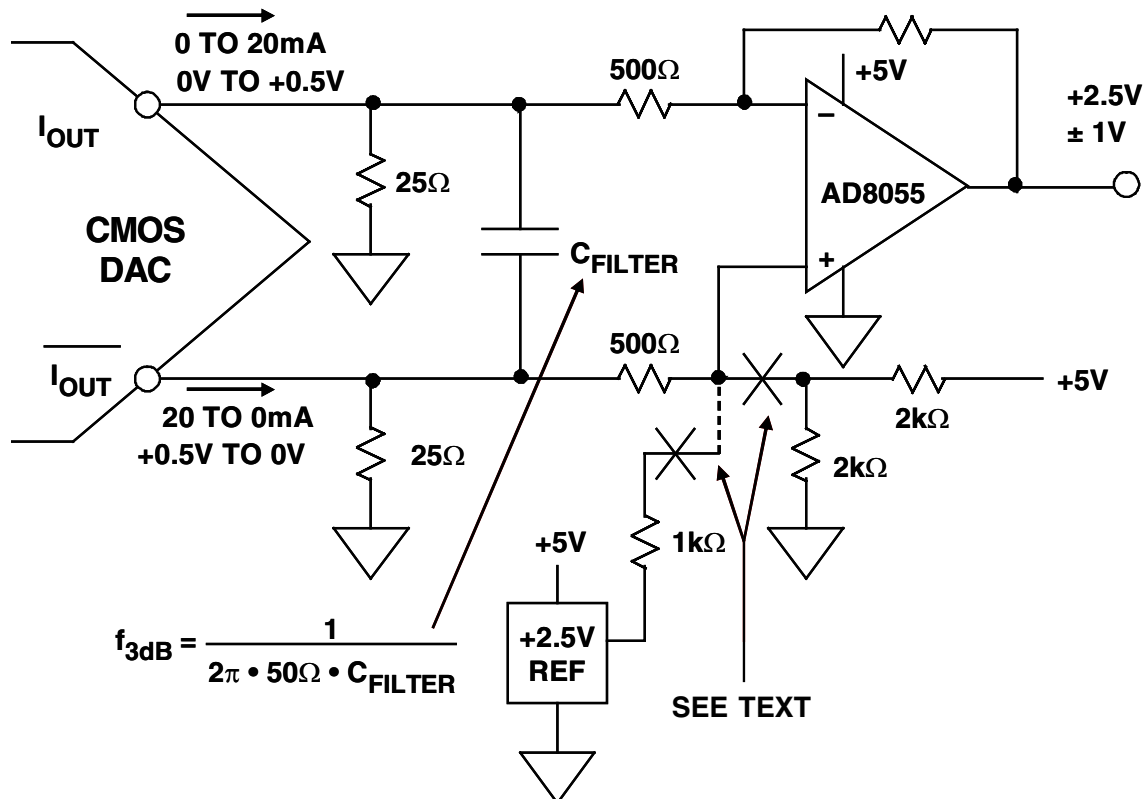 0 TO 20mA
0V TO +0.5V
I_OUT
CMOS
DAC
I̅_O̅U̅T̅
20 TO 0mA
+0.5V TO 0V
25Ω
25Ω
C_FILTER
500Ω
500Ω
+5V
–
AD8055
+
+2.5V
± 1V
2kΩ
+5V
2kΩ
1kΩ
+5V
+2.5V
REF
SEE TEXT
f_3dB = 1 / 2π • 50Ω • C_FILTER